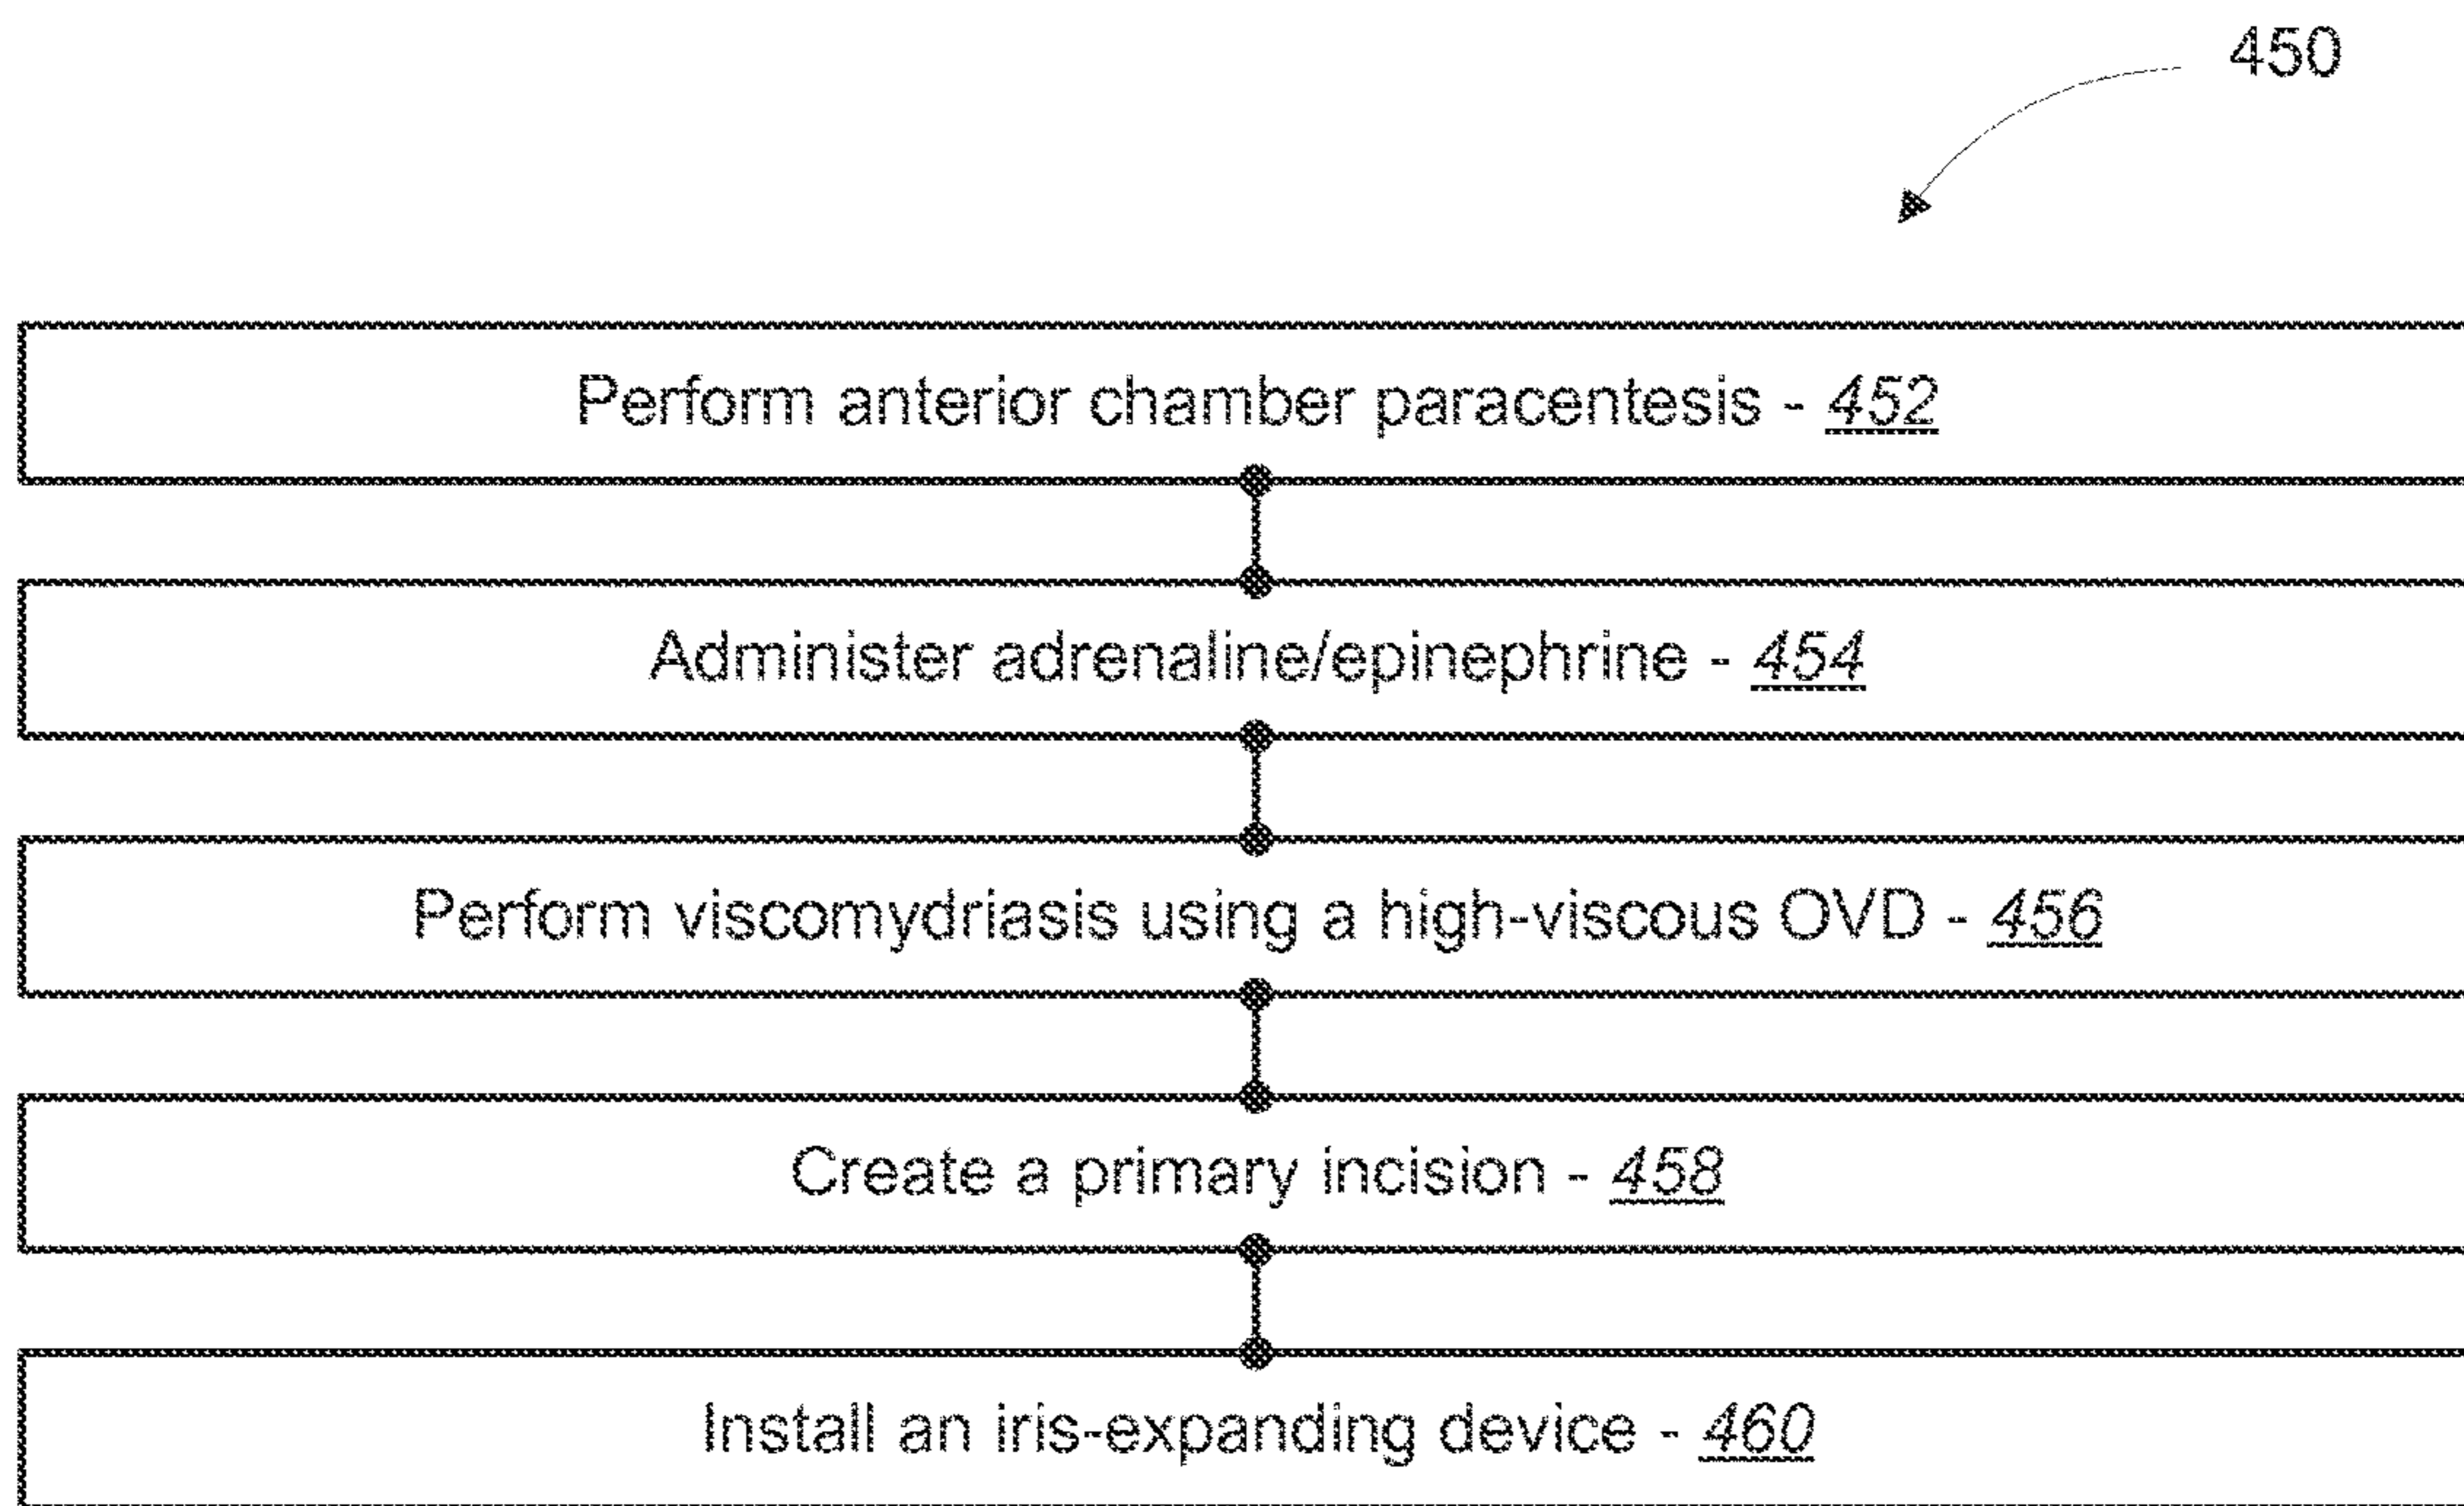 450
Perform anterior chamber paracentesis - 452
Administer adrenaline/epinephrine - 454
Perform viscomydriasis using a high-viscous OVD - 456
Create a primary incision - 458
Install an iris-expanding device - 460